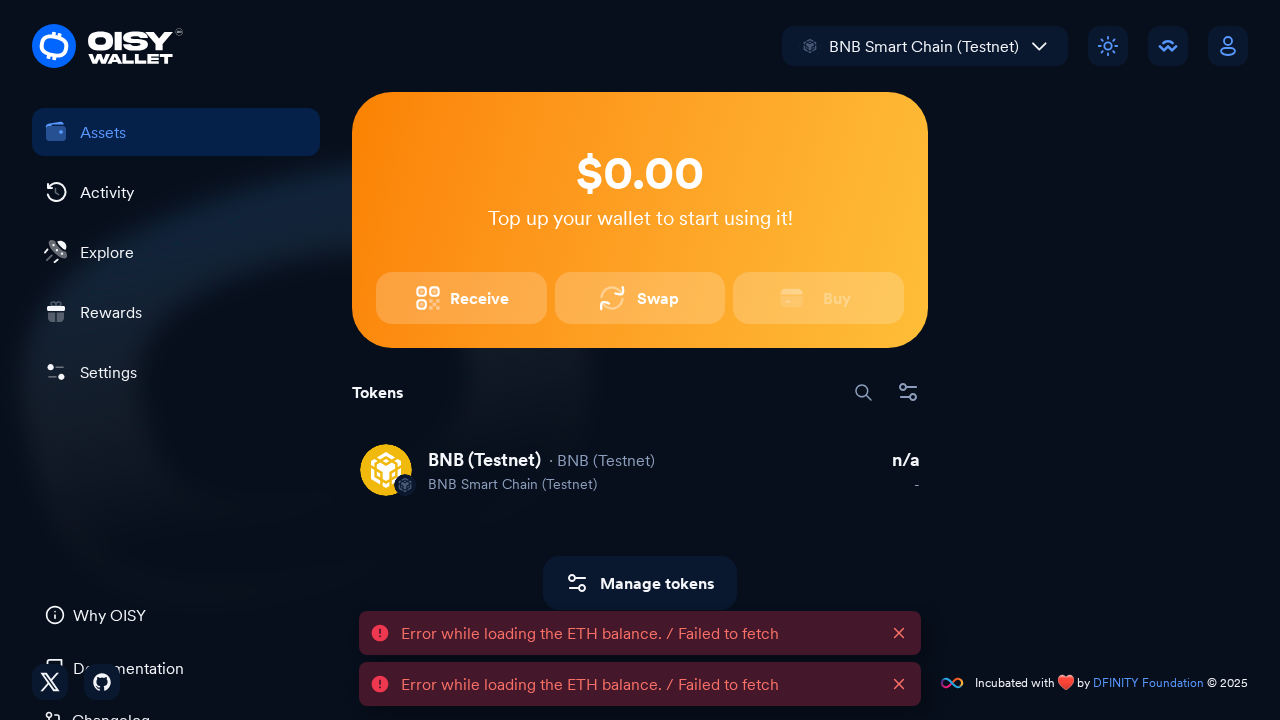 OISY
WALLET
BNB Smart Chain (Testnet)
Assets
Activity
Explore
Rewards
Settings
$0.00
Top up your wallet to start using it!
Receive
Swap
Buy
Tokens
BNB (Testnet) · BNB (Testnet)
n/a
BNB Smart Chain (Testnet)
-
Manage tokens
Why OISY
Error while loading the ETH balance. / Failed to fetch
Documentation
Error while loading the ETH balance. / Failed to fetch
Incubated with ❤️ by DFINITY Foundation © 2025
Changelog